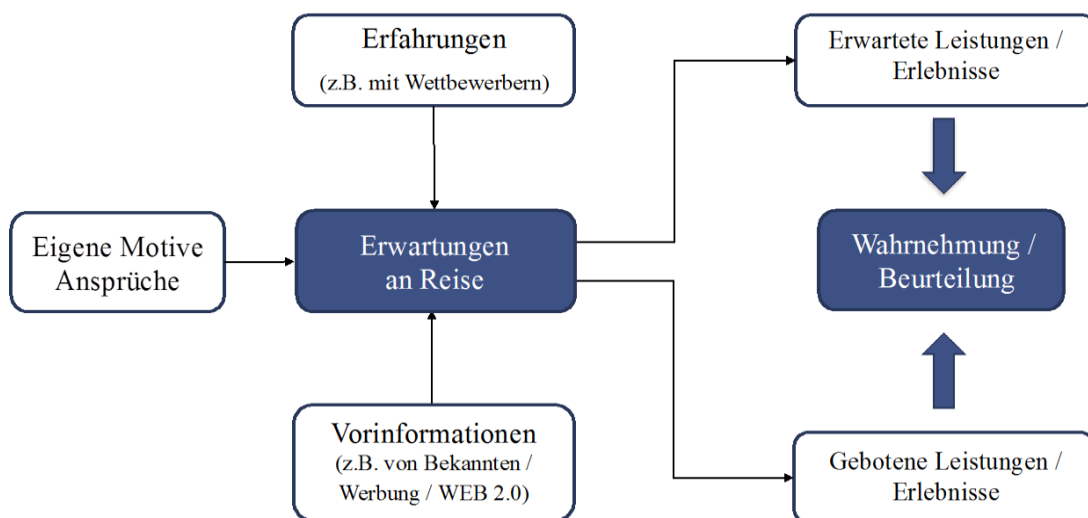 Erfahrungen
(z.B. mit Wettbewerbern)
Erwartete Leistungen /
Erlebnisse
Eigene Motive
Ansprüche
Erwartungen
an Reise
Wahrnehmung /
Beurteilung
Vorinformationen
(z.B. von Bekannten /
Werbung / WEB 2.0)
Gebotene Leistungen /
Erlebnisse